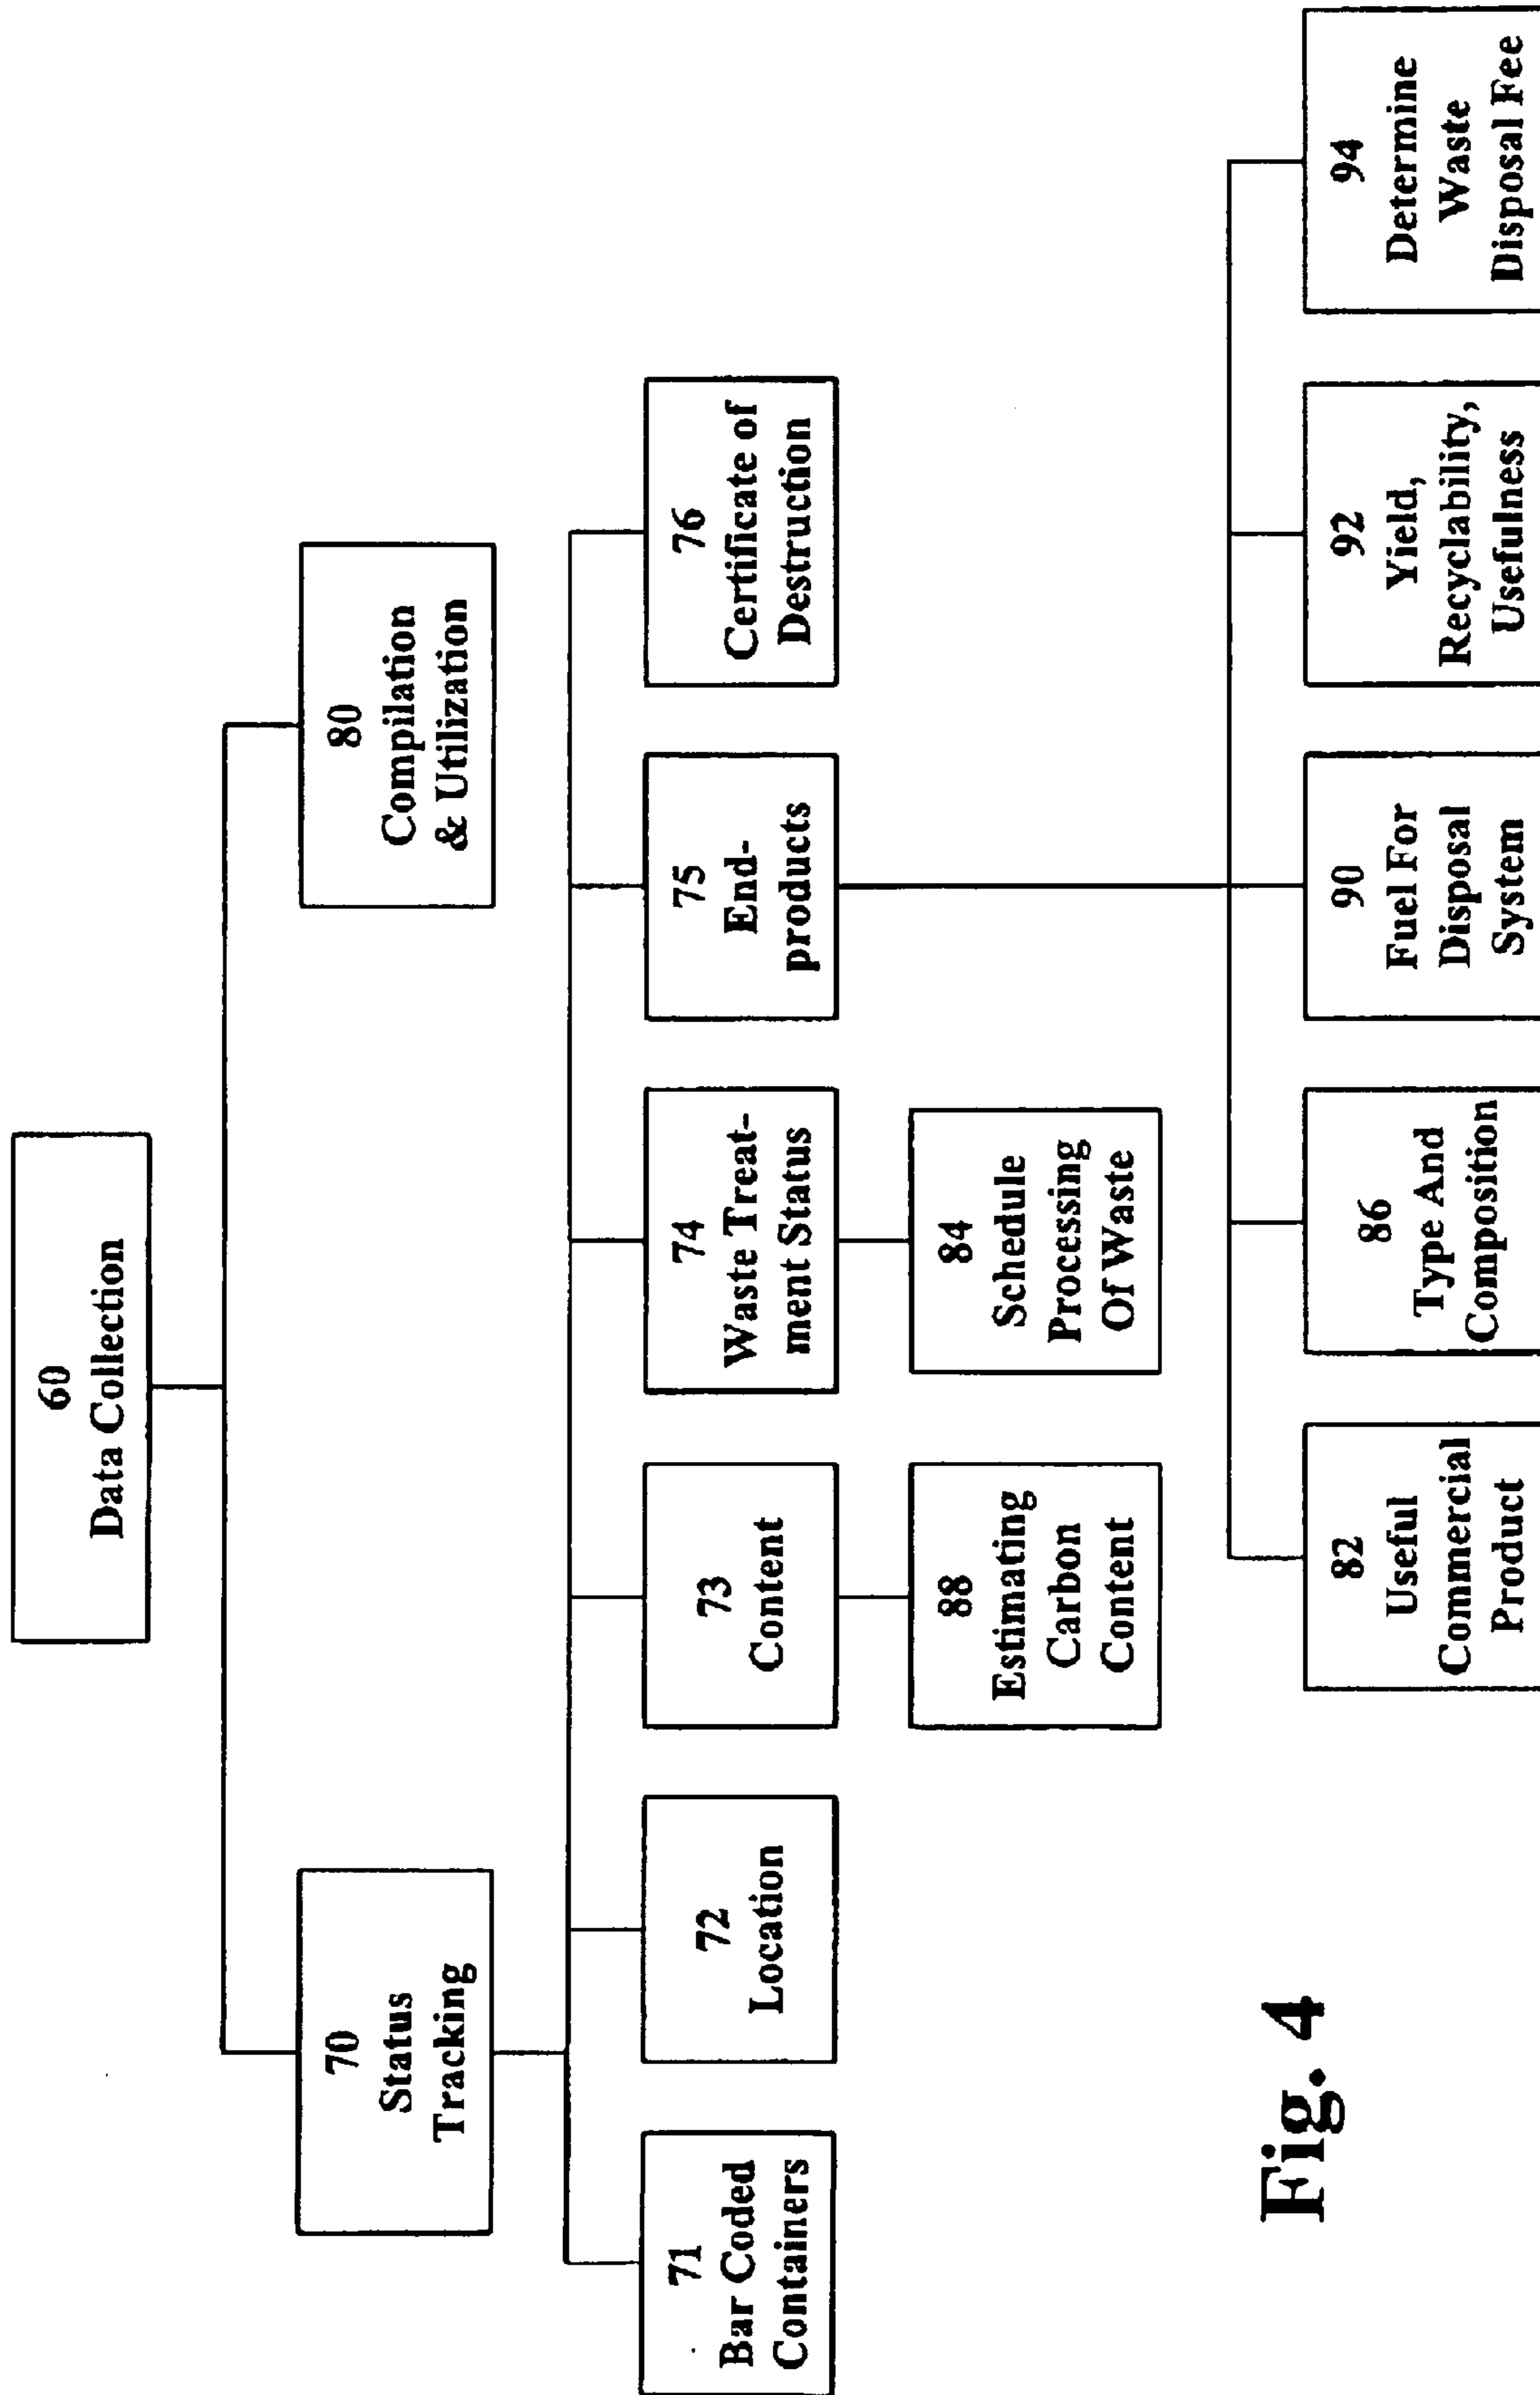 60
Data Collection
70
Status
Tracking
80
Compilation
& Utilization
71
Bar Coded
Containers
72
Location
73
Content
74
Waste Treat-
ment Status
75
End-
products
76
Certificate of
Destruction
88
Estimating
Carbon
Content
84
Schedule
Processing
Of Waste
82
Useful
Commercial
Product
86
Type And
Composition
90
Fuel For
Disposal
System
92
Yield,
Recyclability,
Usefulness
94
Determine
Waste
Disposal Fee
Fig. 4